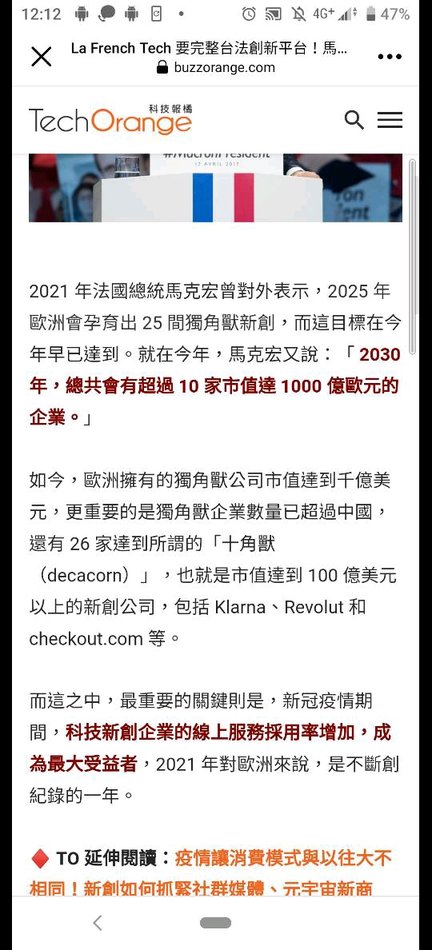 12:12
4G+
47%
La French Tech 要完整台法創新平台！馬...
buzzorange.com
科技報橘
TechOrange
#MacronPresident
17 AVRIL 2017
2021 年法國總統馬克宏曾對外表示，2025 年
歐洲會孕育出 25 間獨角獸新創，而這目標在今
年早已達到。就在今年，馬克宏又說：「 2030
年，總共會有超過 10 家市值達 1000 億歐元的
企業。」
如今，歐洲擁有的獨角獸公司市值達到千億美
元，更重要的是獨角獸企業數量已超過中國，
還有 26 家達到所謂的「十角獸
（decacorn）」，也就是市值達到 100 億美元
以上的新創公司，包括 Klarna、Revolut 和
checkout.com 等。
而這之中，最重要的關鍵則是，新冠疫情期
間，科技新創企業的線上服務採用率增加，成
為最大受益者，2021 年對歐洲來說，是不斷創
紀錄的一年。
TO 延伸閱讀：疫情讓消費模式與以往大不
相同！新創如何抓緊社群媒體、元宇宙新商